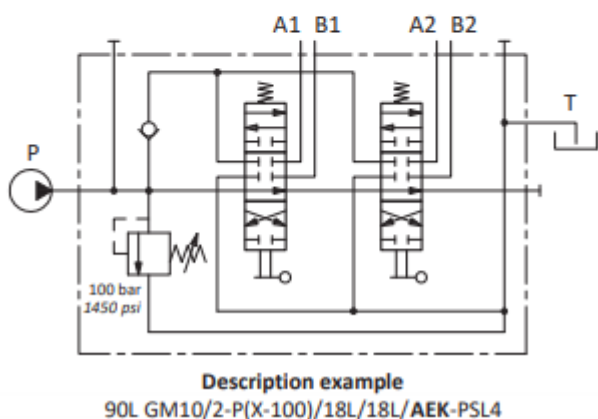 A1 B1 A2 B2
T
P
100 bar
1450 psi
Description example
90L GM10/2-P(X-100)/18L/18L/AEK-PSL4